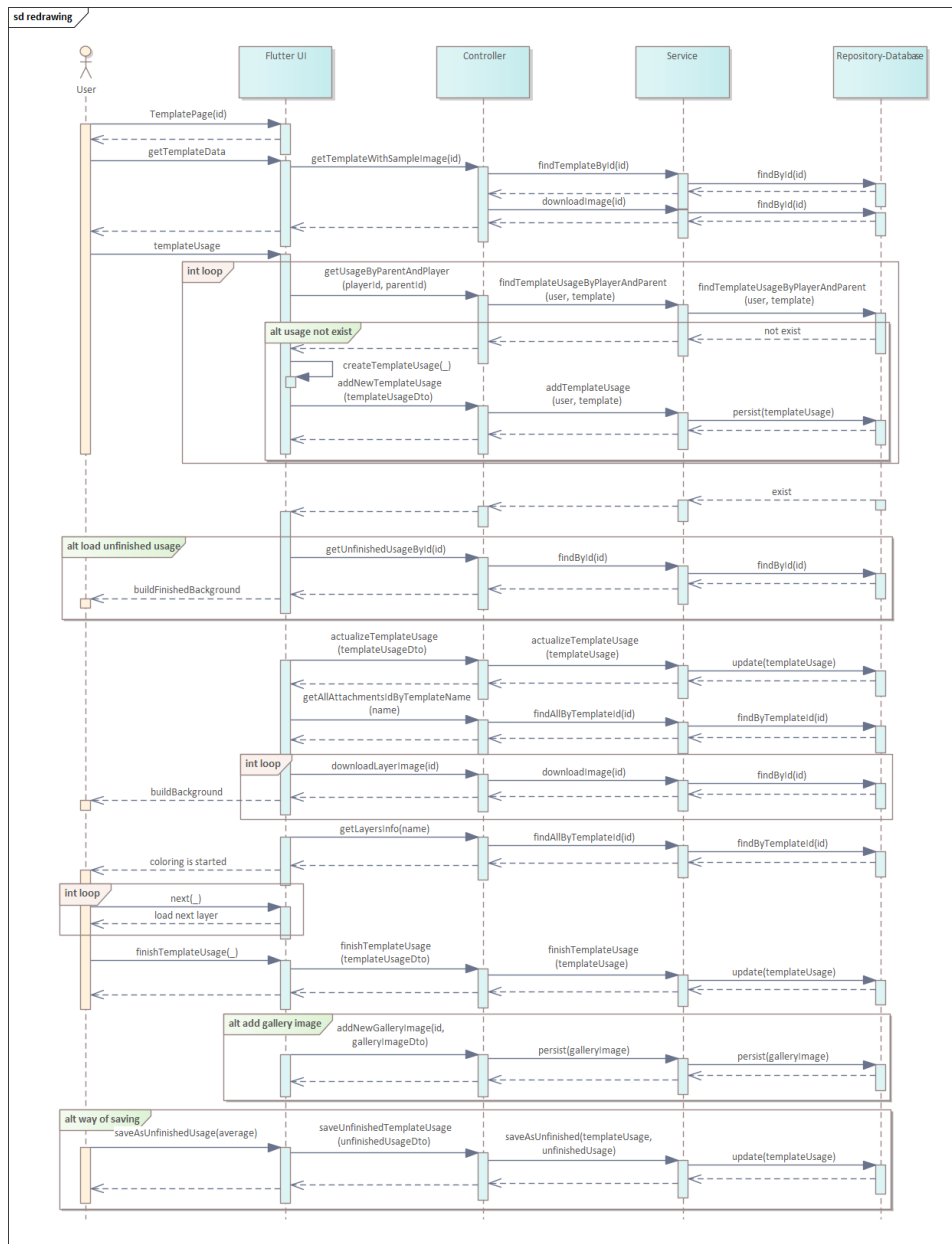 sd redrawing
User
Flutter UI
Controller
Service
Repository-Database
TemplatePage(id)
getTemplateData
getTemplateWithSampleImage(id)
findTemplateById(id)
findById(id)
downloadImage(id)
findById(id)
templateUsage
int loop
getUsageByParentAndPlayer
(playerId, parentId)
findTemplateUsageByPlayerAndParent
(user, template)
findTemplateUsageByPlayerAndParent
(user, template)
alt usage not exist
not exist
createTemplateUsage(_)
addNewTemplateUsage
(templateUsageDto)
addTemplateUsage
(user, template)
persist(templateUsage)
exist
alt load unfinished usage
getUnfinishedUsageById(id)
findById(id)
findById(id)
buildFinishedBackground
actualizeTemplateUsage
(templateUsageDto)
actualizeTemplateUsage
(templateUsage)
update(templateUsage)
getAllAttachmentsIdByTemplateName
(name)
findAllByTemplateId(id)
findByTemplateId(id)
int loop
downloadLayerImage(id)
downloadImage(id)
findById(id)
buildBackground
getLayersInfo(name)
findAllByTemplateId(id)
findByTemplateId(id)
coloring is started
int loop
next(_)
load next layer
finishTemplateUsage(_)
finishTemplateUsage
(templateUsageDto)
finishTemplateUsage
(templateUsage)
update(templateUsage)
alt add gallery image
addNewGalleryImage(id,
galleryImageDto)
persist(galleryImage)
persist(galleryImage)
alt way of saving
saveAsUnfinishedUsage(average)
saveUnfinishedTemplateUsage
(unfinishedUsageDto)
saveAsUnfinished(templateUsage,
unfinishedUsage)
update(templateUsage)